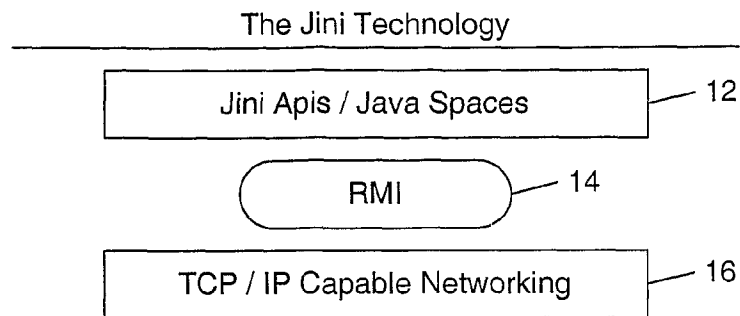 The Jini Technology
Jini Apis / Java Spaces
12
RMI
14
TCP / IP Capable Networking
16